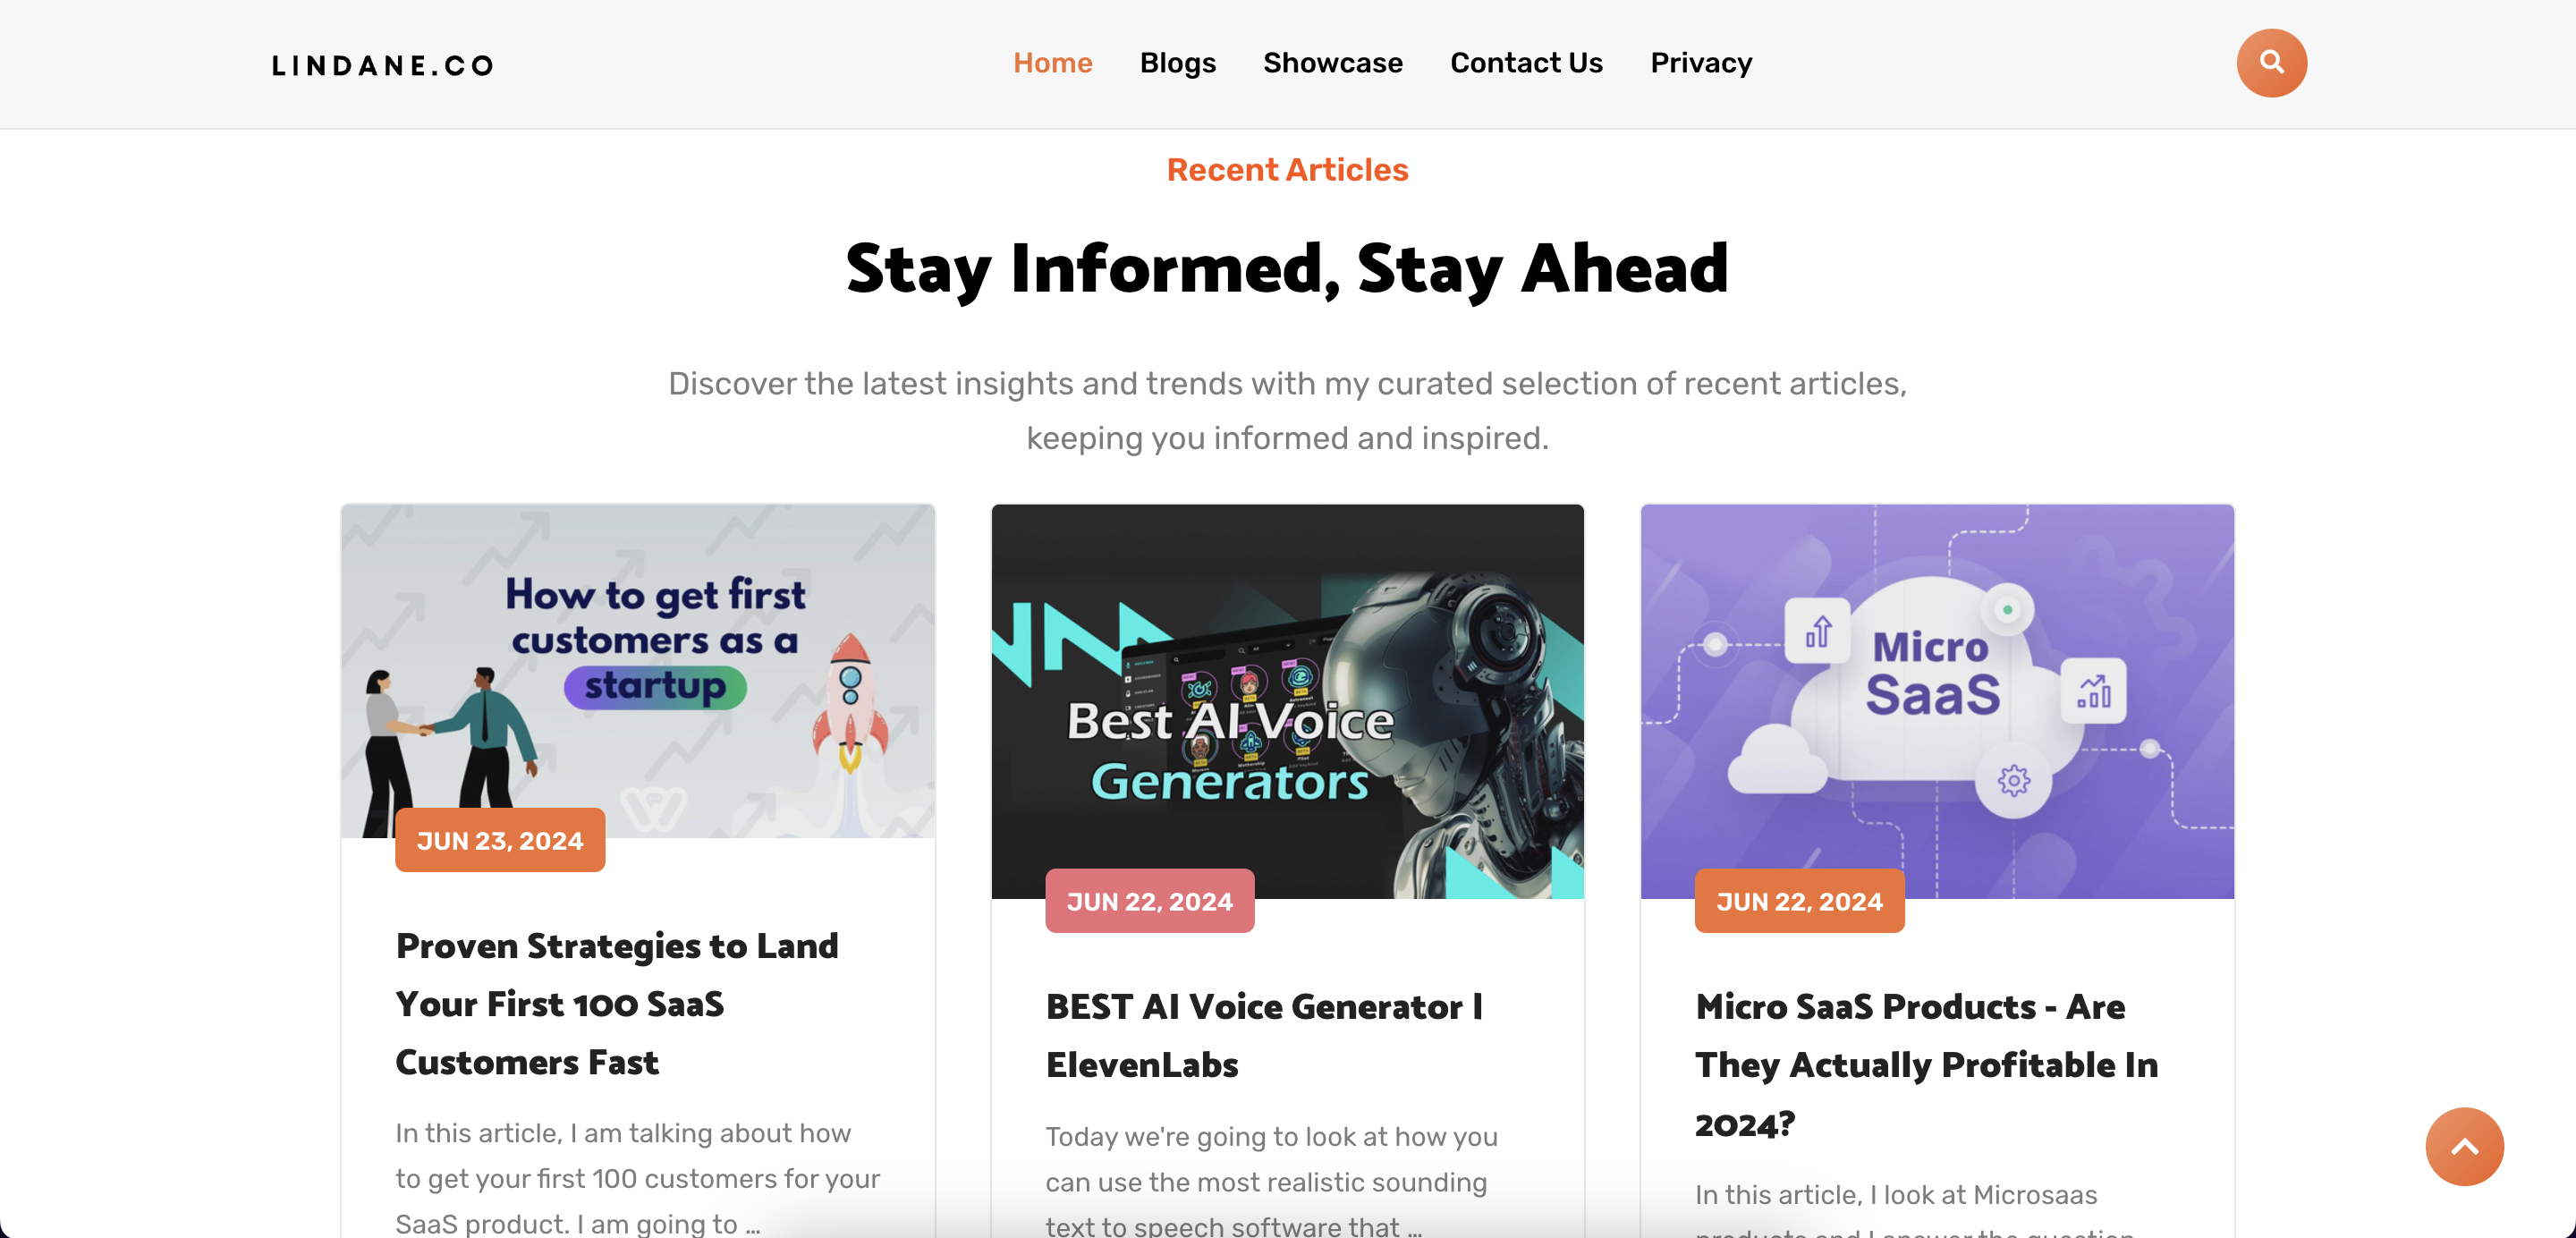 LINDANE.CO
Home Blogs Showcase Contact Us Privacy
Recent Articles
Stay Informed, Stay Ahead
Discover the latest insights and trends with my curated selection of recent articles,
keeping you informed and inspired.
How to get first
customers as a
startup
JUN 23, 2024
Proven Strategies to Land
Your First 100 SaaS
Customers Fast
In this article, I am talking about how
to get your first 100 customers for your
SaaS product. I am going to ...
Best AI Voice
Generators
JUN 22, 2024
BEST AI Voice Generator |
ElevenLabs
Today we're going to look at how you
can use the most realistic sounding
text to speech software that ...
Micro
SaaS
JUN 22, 2024
Micro SaaS Products - Are
They Actually Profitable In
2024?
In this article, I look at Microsaas
products and I answer the question